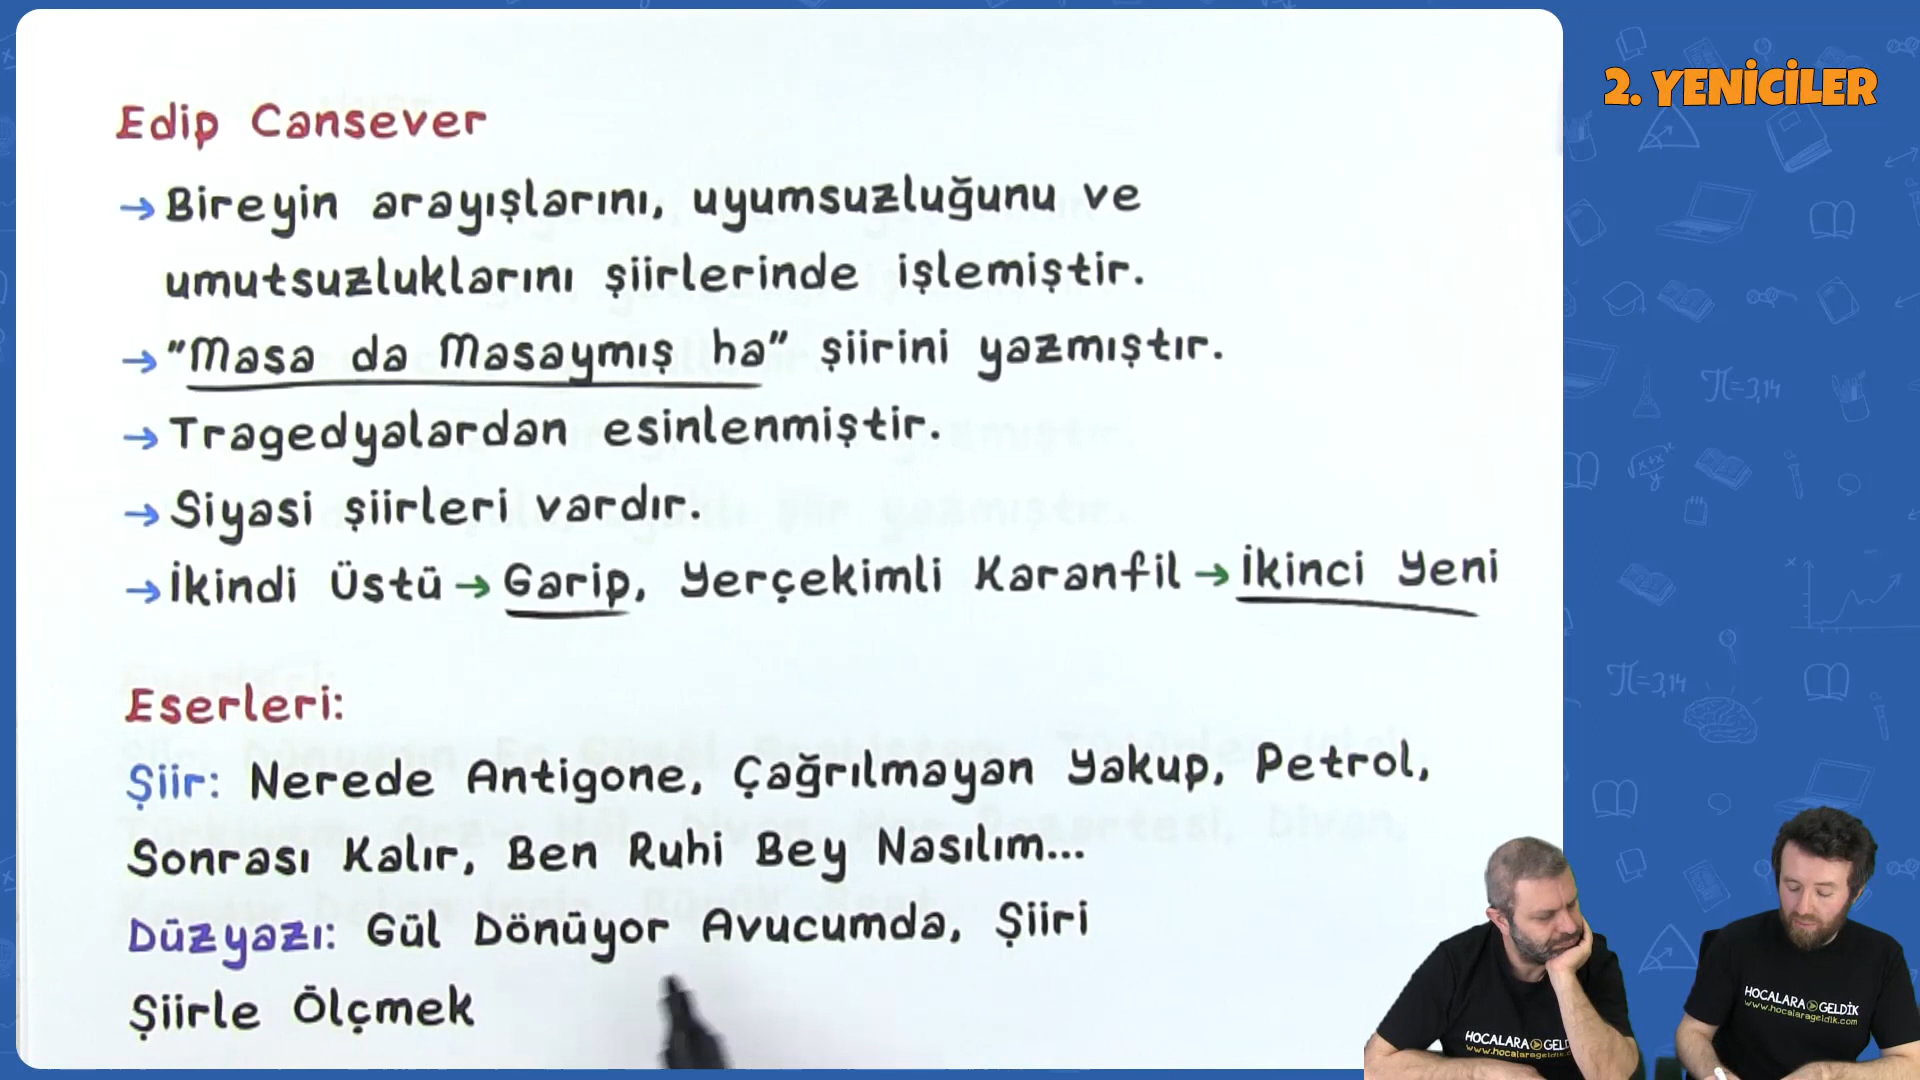 2. YENİCİLER
Edip Cansever
→ Bireyin arayışlarını, uyumsuzluğunu ve
umutsuzluklarını şiirlerinde işlemiştir.
→ "Masa da Masaymış ha" şiirini yazmıştır.
→ Tragedyalardan esinlenmiştir.
→ Siyasi şiirleri vardır.
→ İkindi Üstü → Garip, Yerçekimli Karanfil → İkinci Yeni
Eserleri:
Şiir: Nerede Antigone, Çağrılmayan Yakup, Petrol,
Sonrası Kalır, Ben Ruhi Bey Nasılım...
Düzyazı: Gül Dönüyor Avucumda, Şiiri
Şiirle Ölçmek
HOCALARA GELDİK
www.hocalarageldik.com